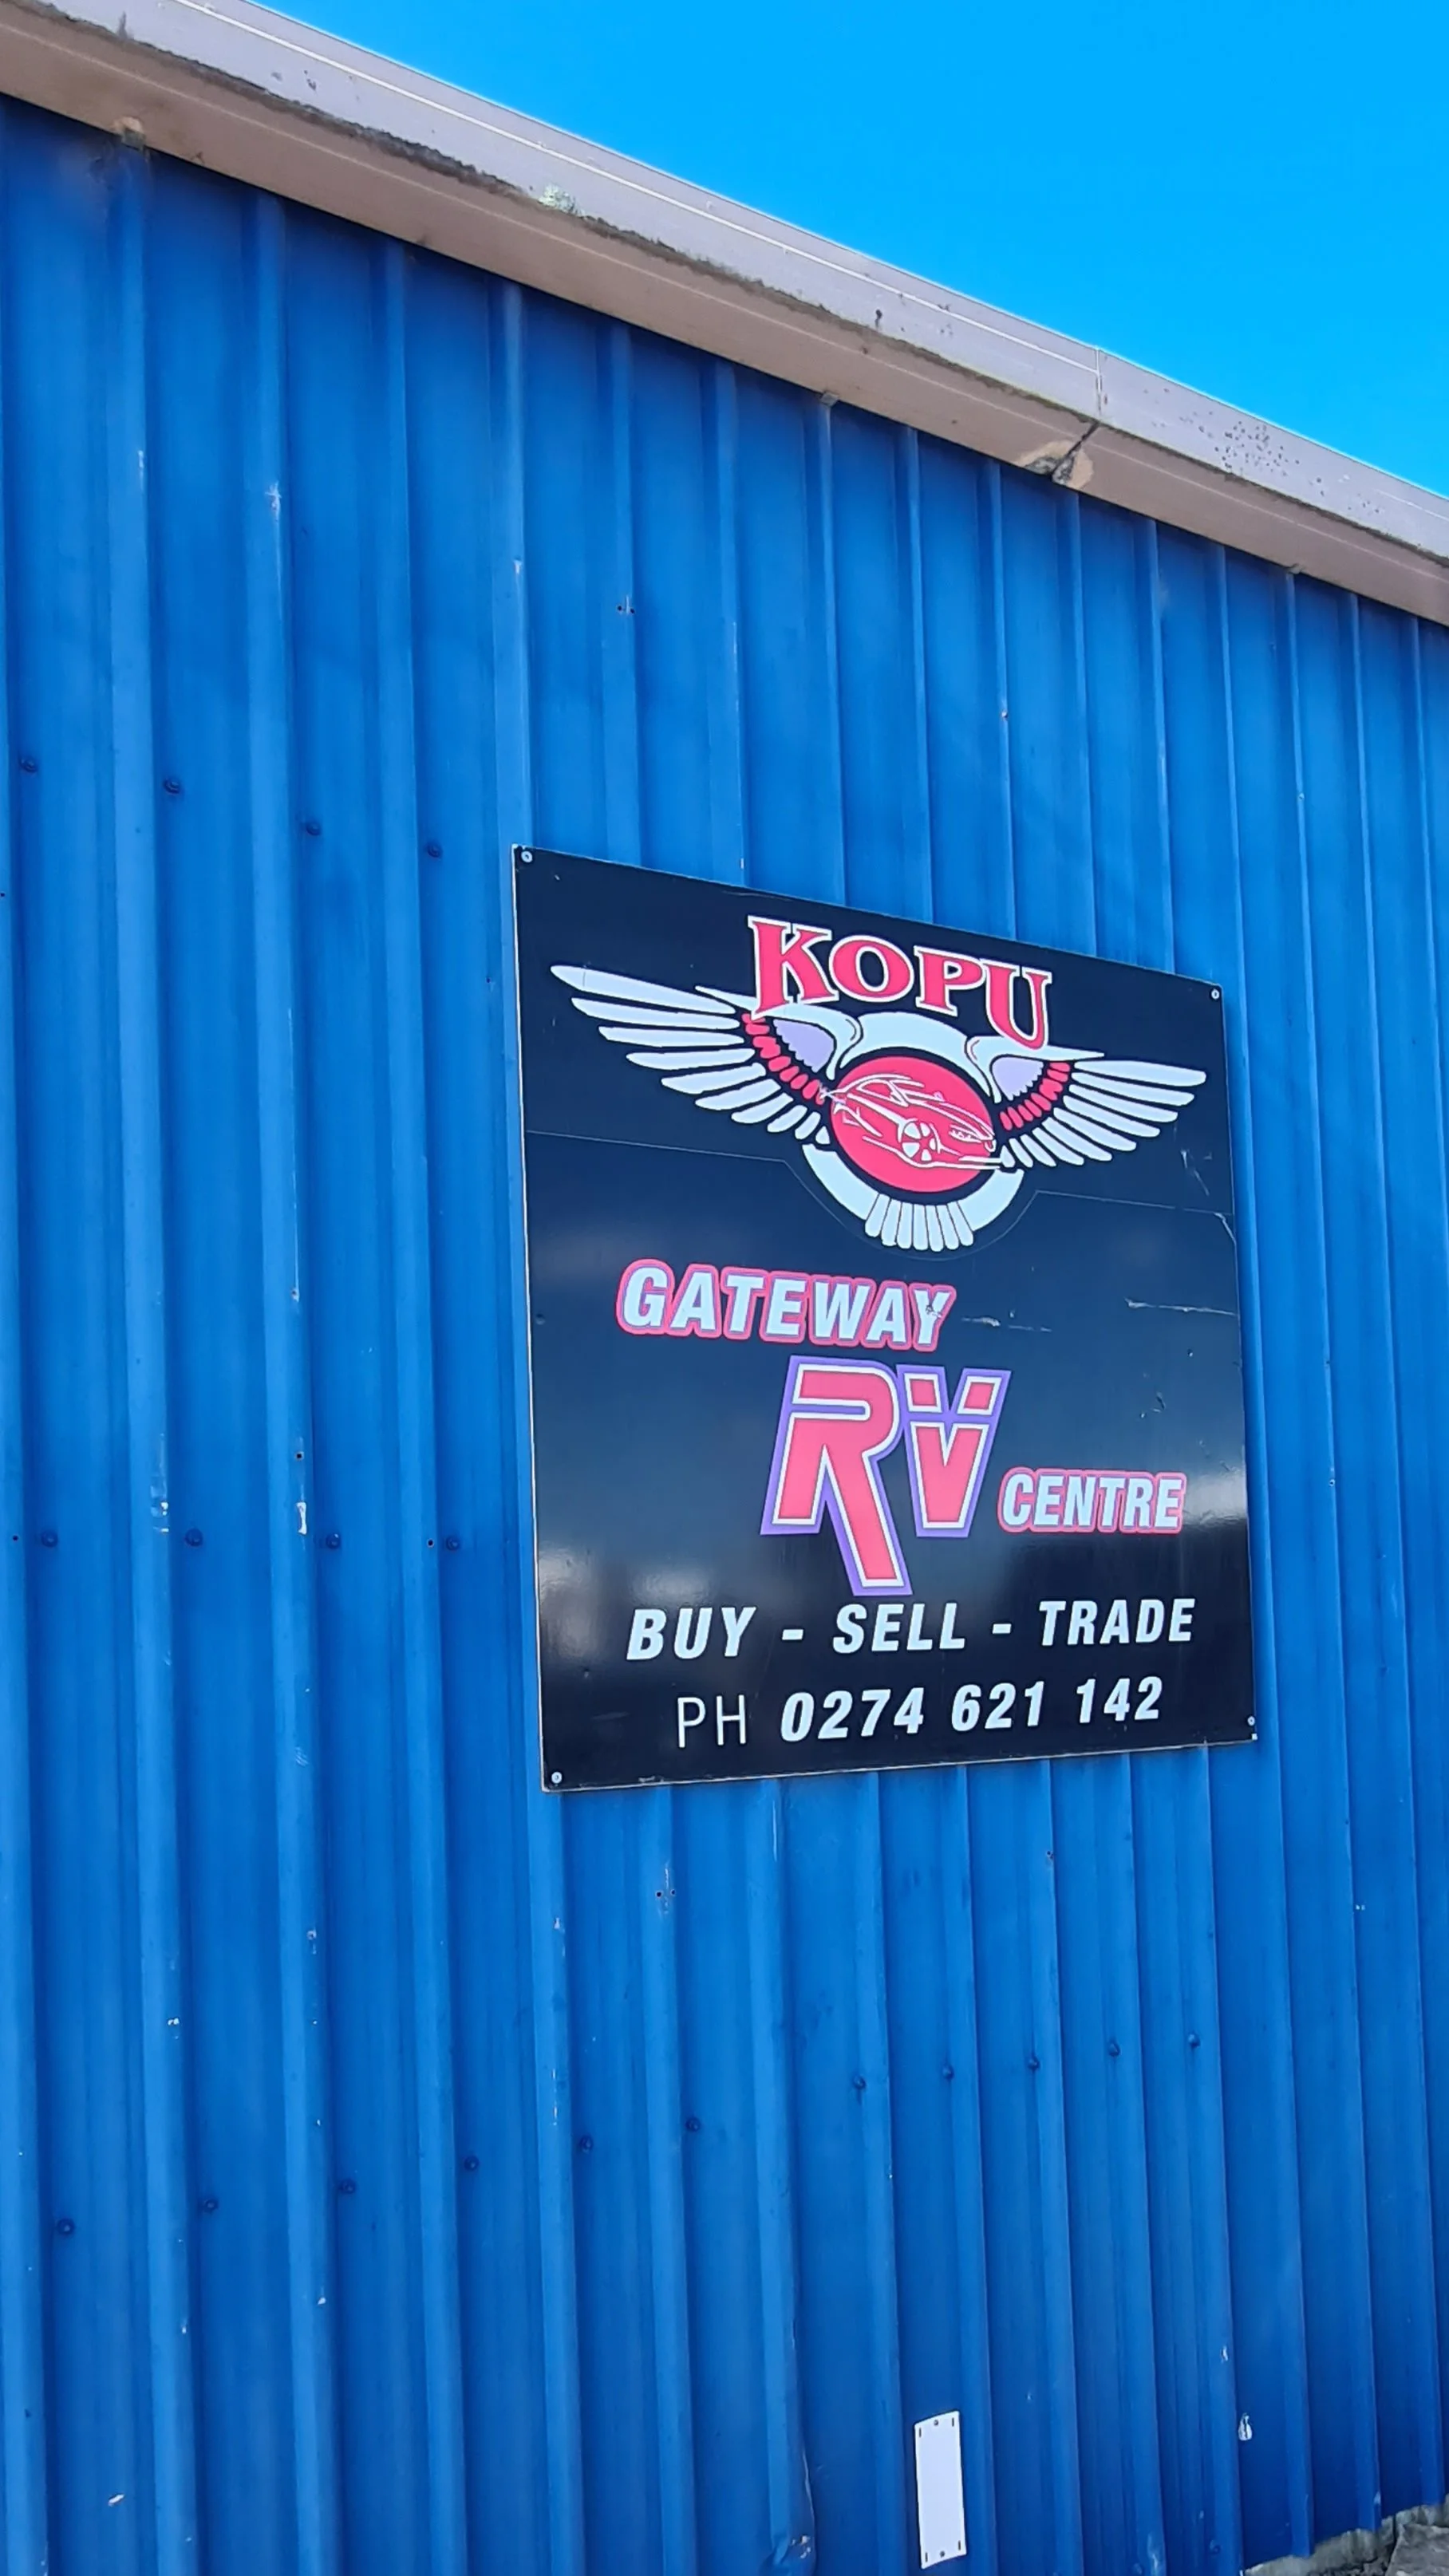 KOPU
GATEWAY
RV CENTRE
BUY - SELL - TRADE
PH 0274 621 142